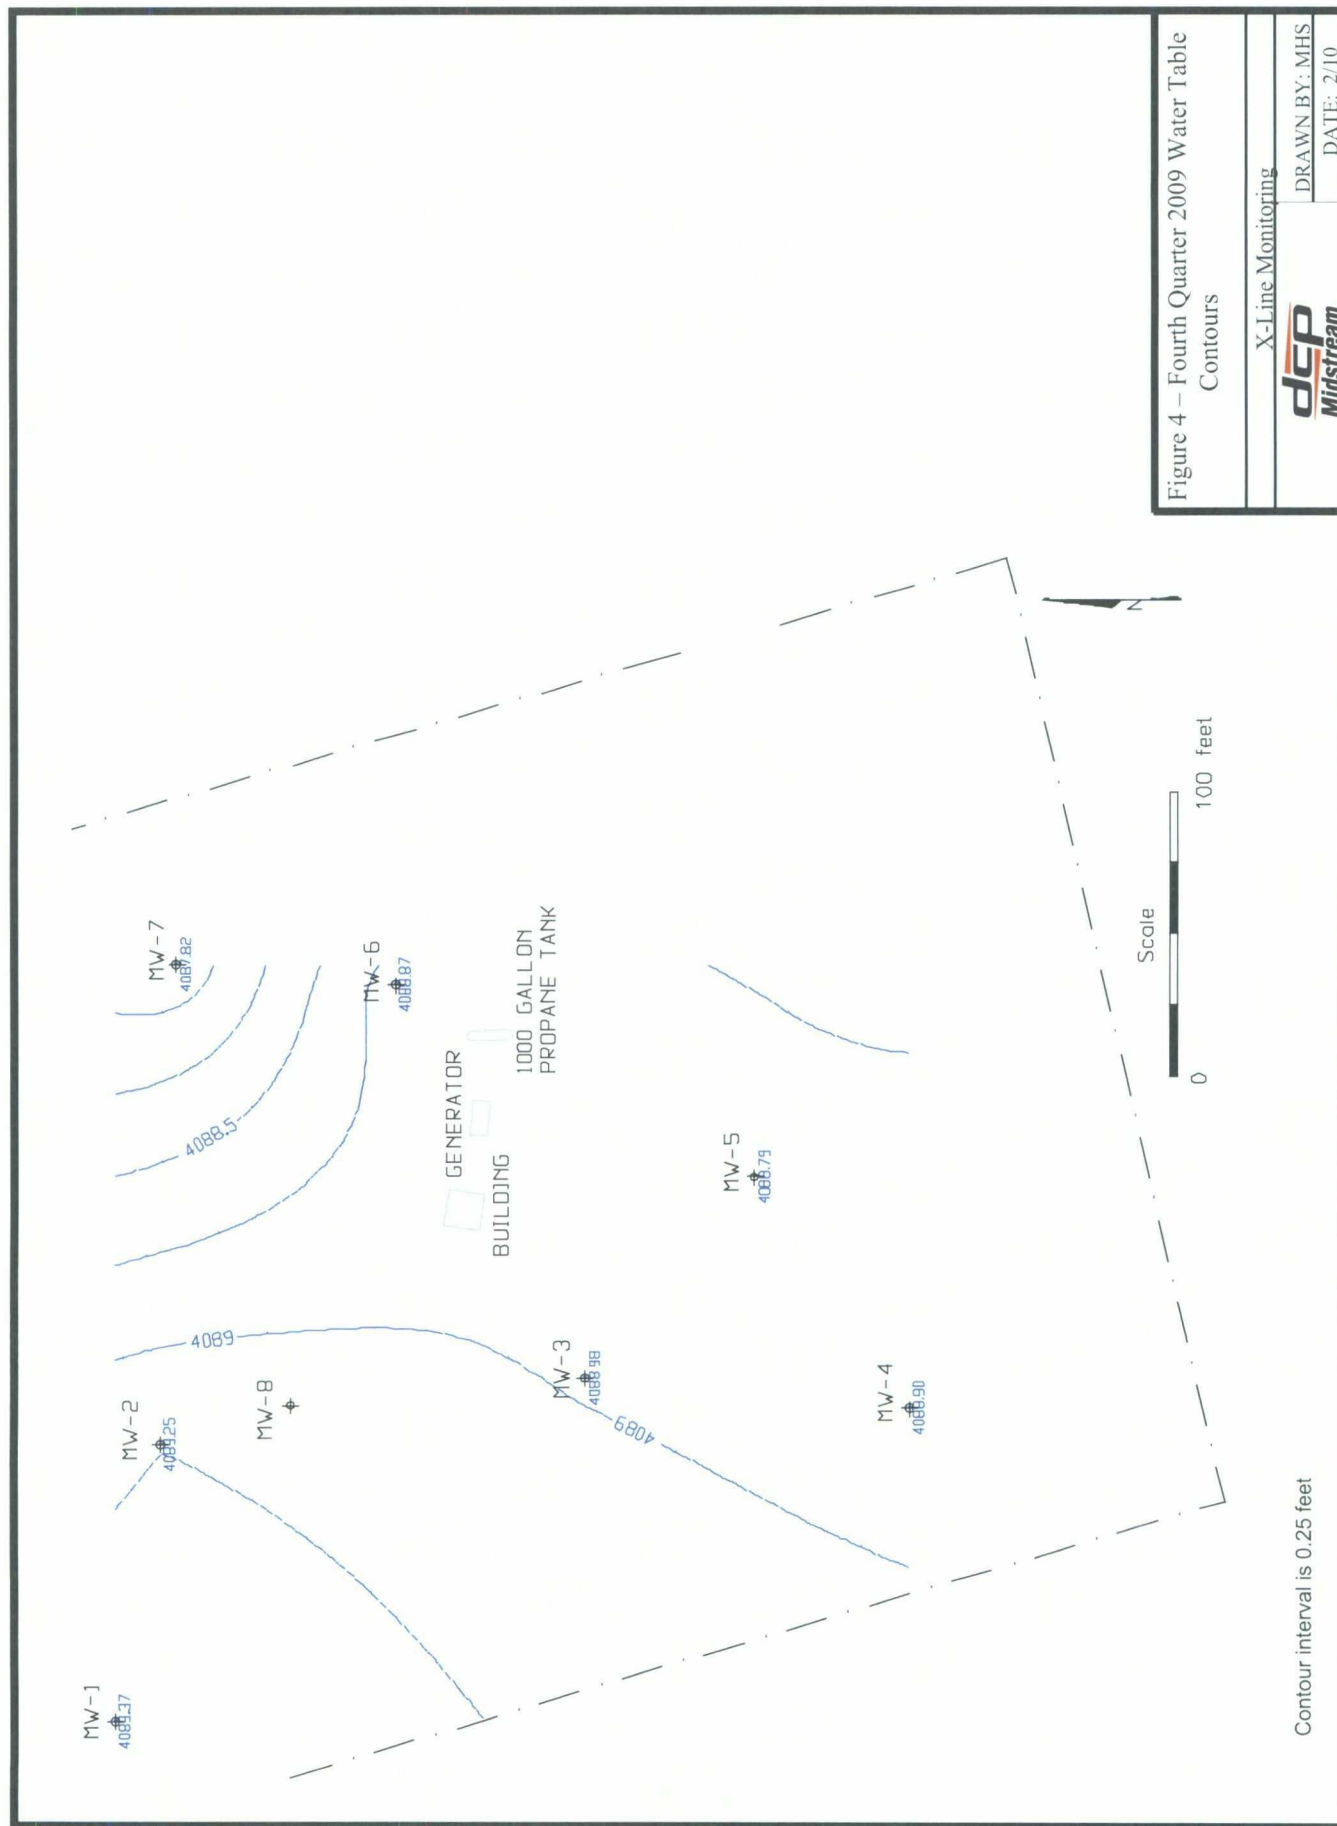 MW-1
4089.37
MW-2
4089.25
MW-8
4089
4088.5
MW-7
4087.82
MW-6
4088.87
GENERATOR
BUILDING
1000 GALLON
PROPANE TANK
MW-3
4088.98
4089
MW-5
4088.79
MW-4
4088.90
N
Scale
0
100 feet
Contour interval is 0.25 feet
Figure 4 – Fourth Quarter 2009 Water Table
Contours
X-Line Monitoring
dcp
Midstream
DRAWN BY: MHS
DATE: 2/10